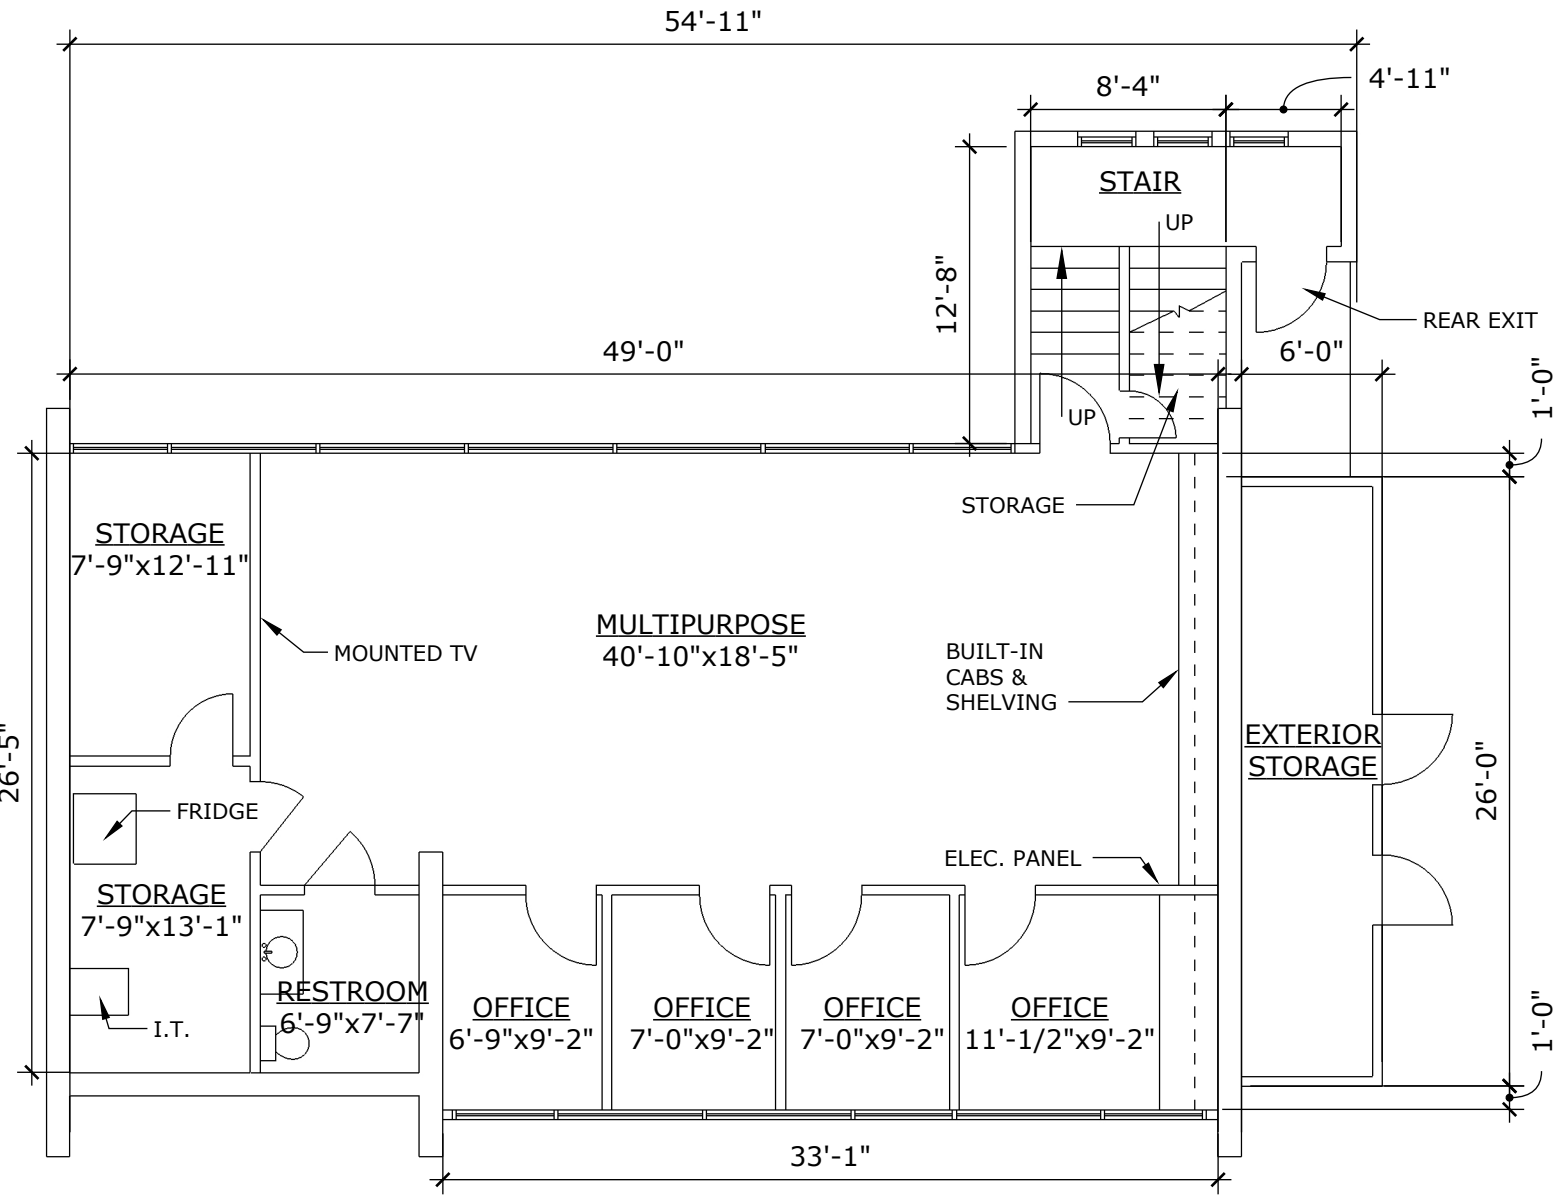 54'-11"
8'-4"
4'-11"
STAIR
UP
12'-8"
REAR EXIT
49'-0"
6'-0"
1'-0"
UP
STORAGE
STORAGE
7'-9"x12'-11"
MULTIPURPOSE
40'-10"x18'-5"
MOUNTED TV
BUILT-IN
CABS &
SHELVING
26'-5"
EXTERIOR
STORAGE
26'-0"
FRIDGE
ELEC. PANEL
STORAGE
7'-9"x13'-1"
RESTROOM
6'-9"x7'-7"
OFFICE
6'-9"x9'-2"
OFFICE
7'-0"x9'-2"
OFFICE
7'-0"x9'-2"
OFFICE
11'-1/2"x9'-2"
I.T.
1'-0"
33'-1"